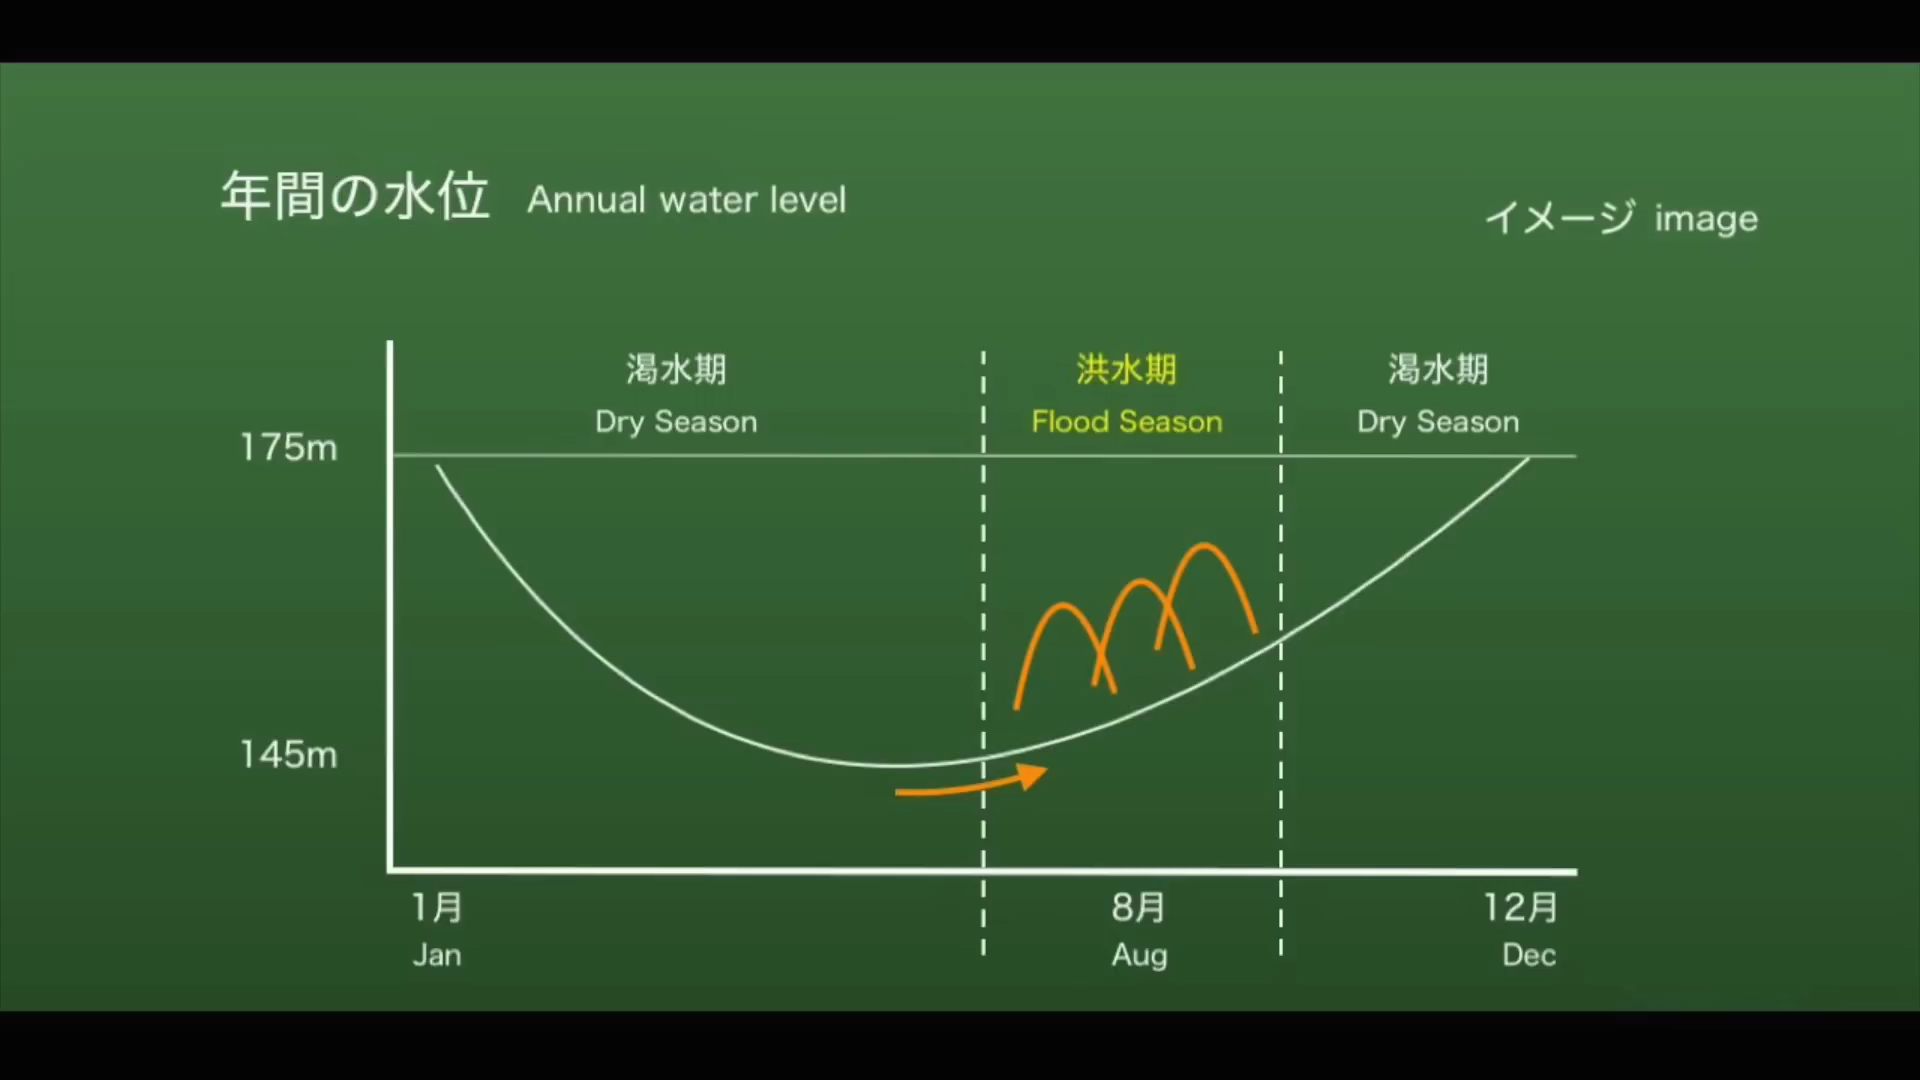 年間の水位 Annual water level
イメージ image
渇水期
Dry Season
洪水期
Flood Season
渇水期
Dry Season
175m
145m
1月
Jan
8月
Aug
12月
Dec